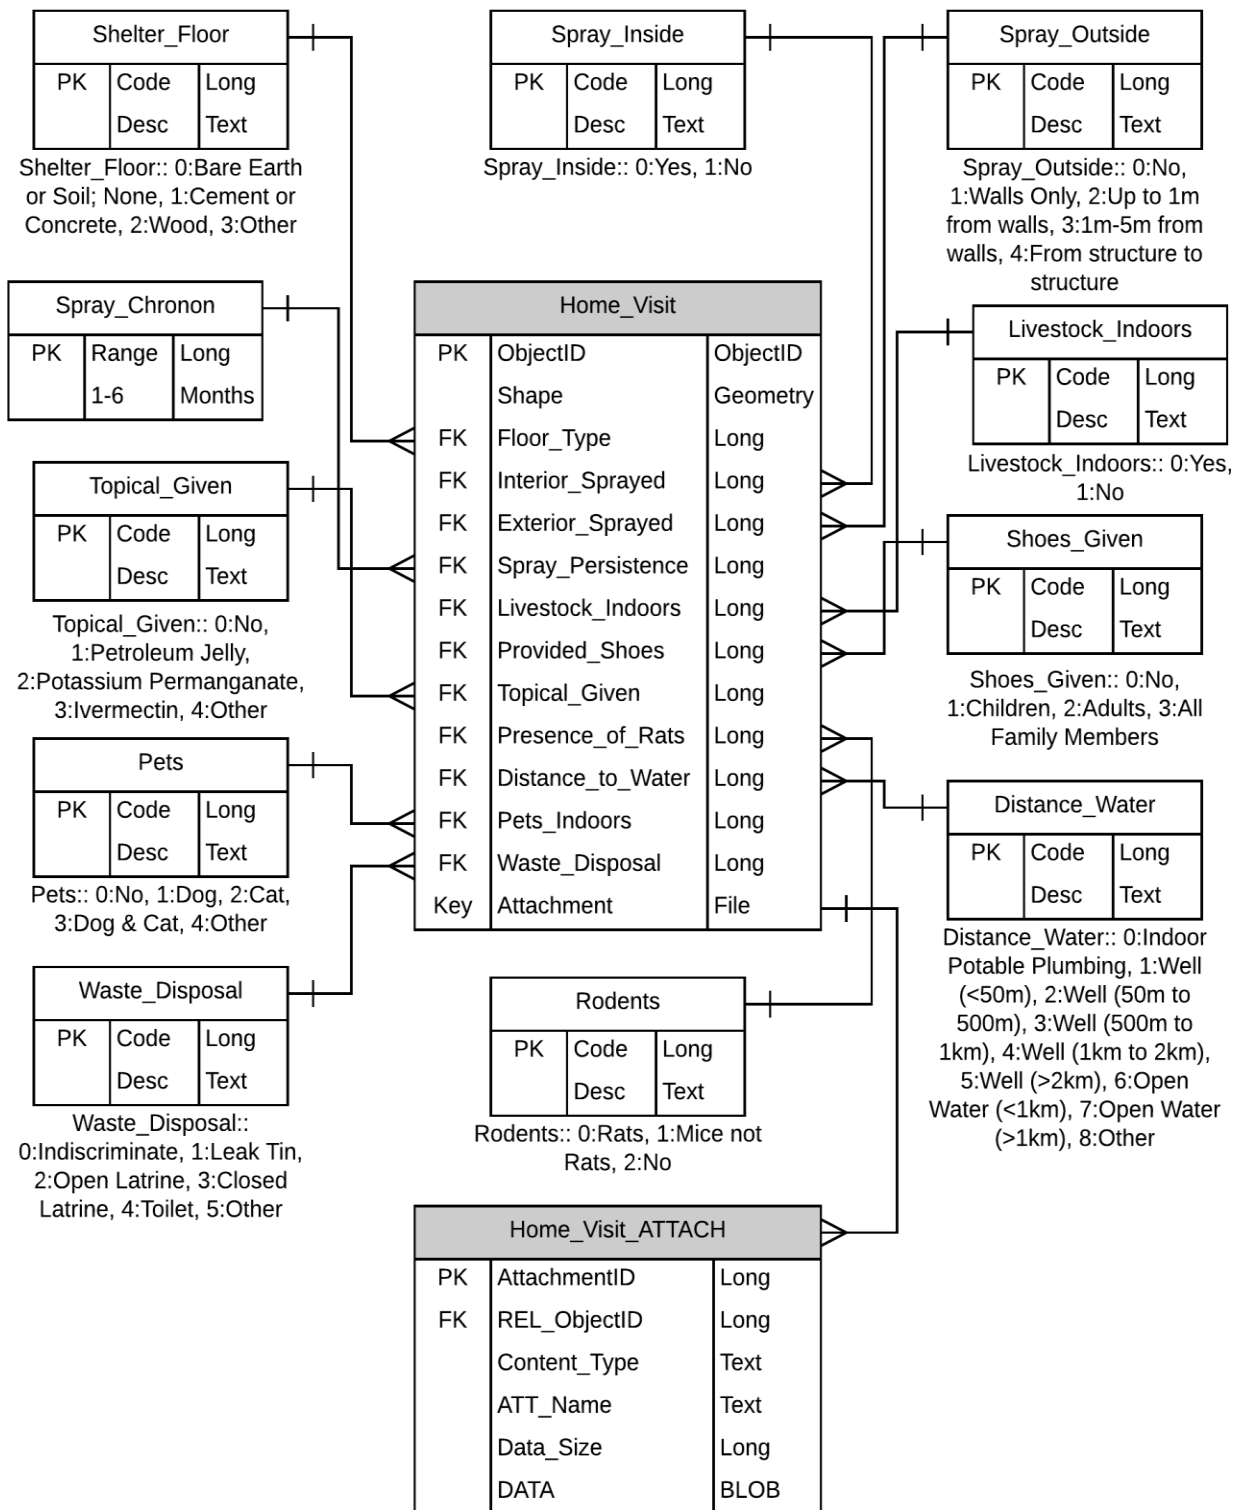 Shelter_Floor
PK Code Long
Desc Text
Shelter_Floor:: 0:Bare Earth
or Soil; None, 1:Cement or
Concrete, 2:Wood, 3:Other
Spray_Inside
PK Code Long
Desc Text
Spray_Inside:: 0:Yes, 1:No
Spray_Outside
PK Code Long
Desc Text
Spray_Outside:: 0:No,
1:Walls Only, 2:Up to 1m
from walls, 3:1m-5m from
walls, 4:From structure to
structure
Spray_Chronon
PK Range Long
1-6 Months
Topical_Given
PK Code Long
Desc Text
Topical_Given:: 0:No,
1:Petroleum Jelly,
2:Potassium Permanganate,
3:Ivermectin, 4:Other
Pets
PK Code Long
Desc Text
Pets:: 0:No, 1:Dog, 2:Cat,
3:Dog & Cat, 4:Other
Waste_Disposal
PK Code Long
Desc Text
Waste_Disposal::
0:Indiscriminate, 1:Leak Tin,
2:Open Latrine, 3:Closed
Latrine, 4:Toilet, 5:Other
Home_Visit
PK ObjectID ObjectID
Shape Geometry
FK Floor_Type Long
FK Interior_Sprayed Long
FK Exterior_Sprayed Long
FK Spray_Persistence Long
FK Livestock_Indoors Long
FK Provided_Shoes Long
FK Topical_Given Long
FK Presence_of_Rats Long
FK Distance_to_Water Long
FK Pets_Indoors Long
FK Waste_Disposal Long
Key Attachment File
Livestock_Indoors
PK Code Long
Desc Text
Livestock_Indoors:: 0:Yes,
1:No
Shoes_Given
PK Code Long
Desc Text
Shoes_Given:: 0:No,
1:Children, 2:Adults, 3:All
Family Members
Distance_Water
PK Code Long
Desc Text
Distance_Water:: 0:Indoor
Potable Plumbing, 1:Well
(<50m), 2:Well (50m to
500m), 3:Well (500m to
1km), 4:Well (1km to 2km),
5:Well (>2km), 6:Open
Water (<1km), 7:Open Water
(>1km), 8:Other
Rodents
PK Code Long
Desc Text
Rodents:: 0:Rats, 1:Mice not
Rats, 2:No
Home_Visit_ATTACH
PK AttachmentID Long
FK REL_ObjectID Long
Content_Type Text
ATT_Name Text
Data_Size Long
DATA BLOB